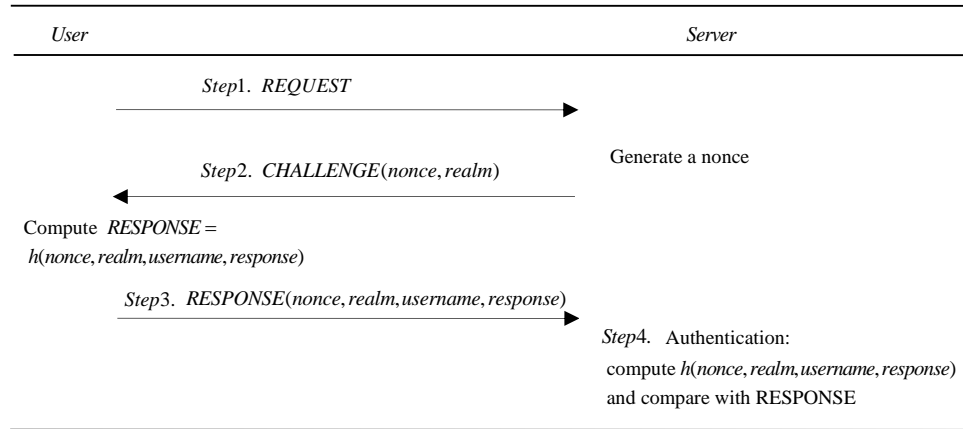 User
Server
Step1. REQUEST
Generate a nonce
Step2. CHALLENGE(nonce,realm)
Compute RESPONSE =
h(nonce,realm,username,response)
Step3. RESPONSE(nonce,realm,username,response)
Step4. Authentication:
compute h(nonce,realm,username,response)
and compare with RESPONSE